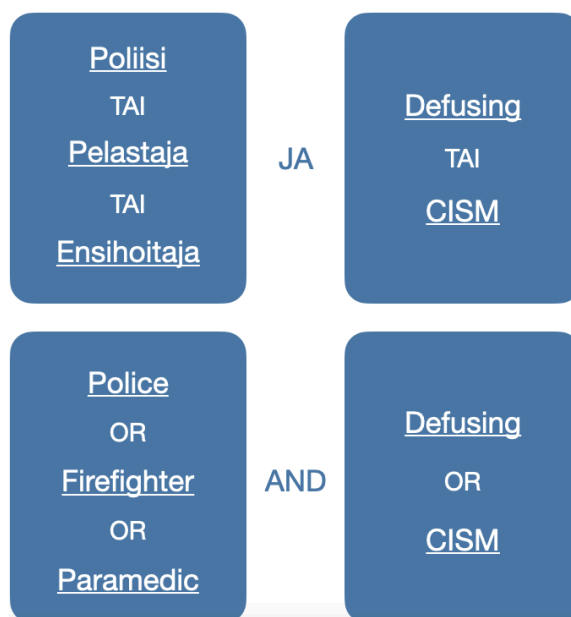 Poliisi
TAI
Pelastaja
TAI
Ensihoitaja
JA
Defusing
TAI
CISM
Police
OR
Firefighter
OR
Paramedic
AND
Defusing
OR
CISM